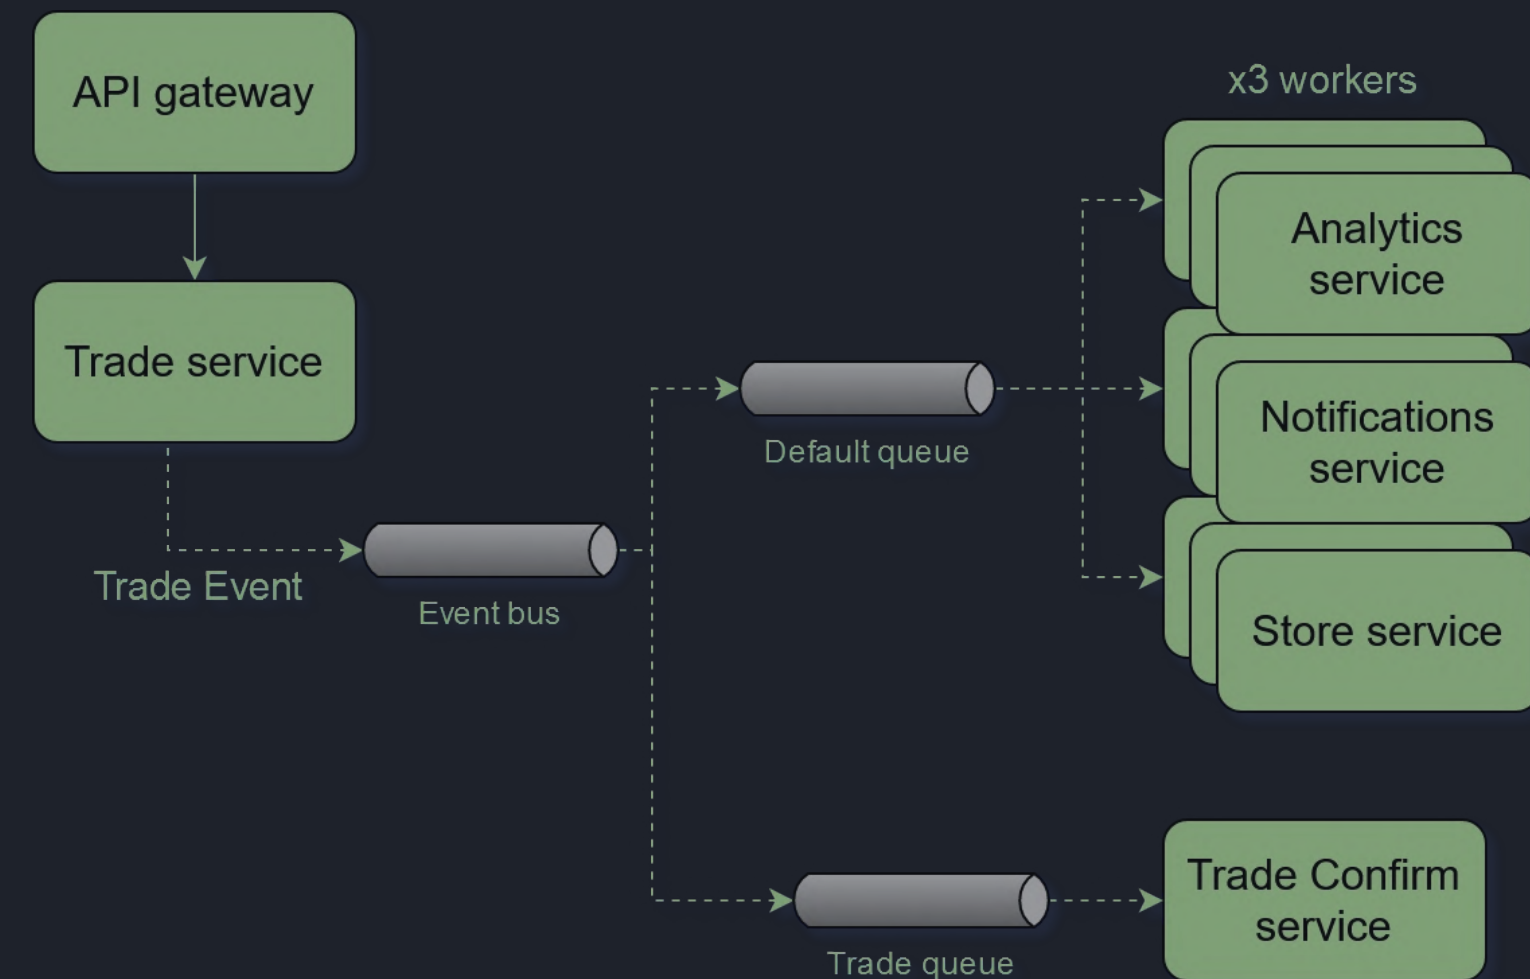 API gateway
x3 workers
Analytics
service
Trade service
Notifications
service
Default queue
Trade Event
Event bus
Store service
Trade Confirm
service
Trade queue